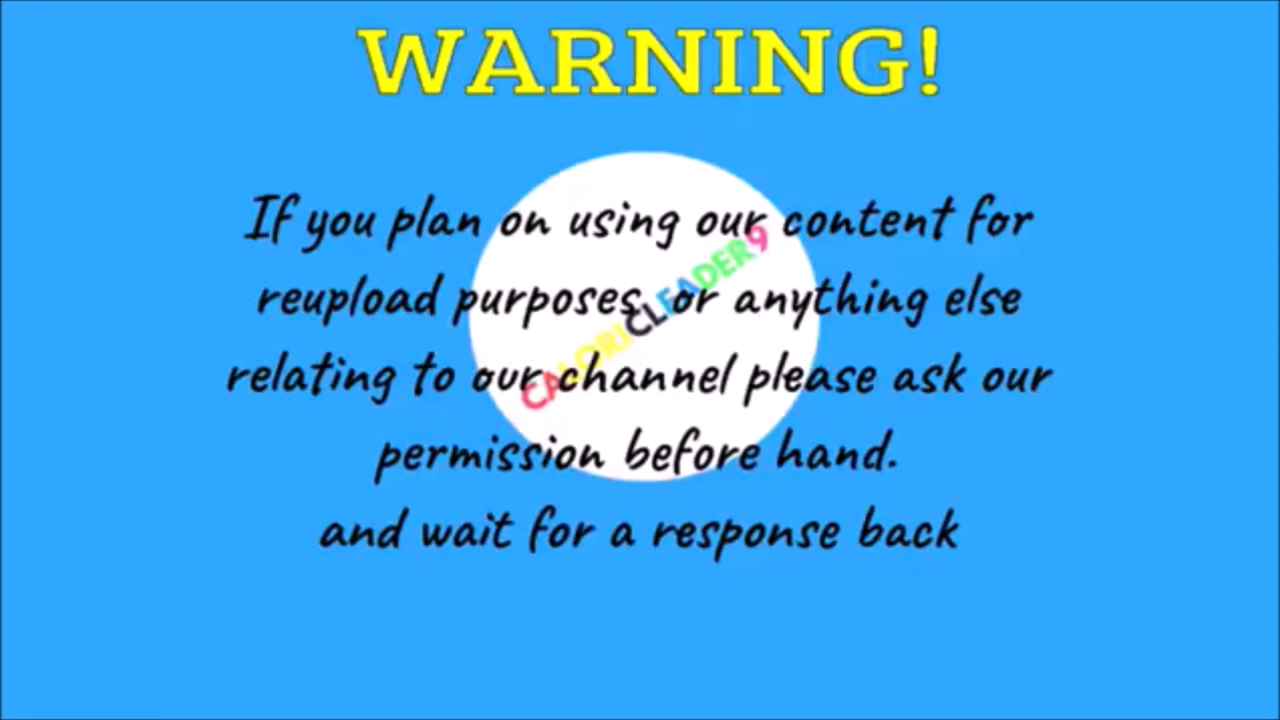 WARNING!
If you plan on using our content for
reupload purposes, or anything else
relating to our channel please ask our
permission before hand.
and wait for a response back
CALORICLEADER9